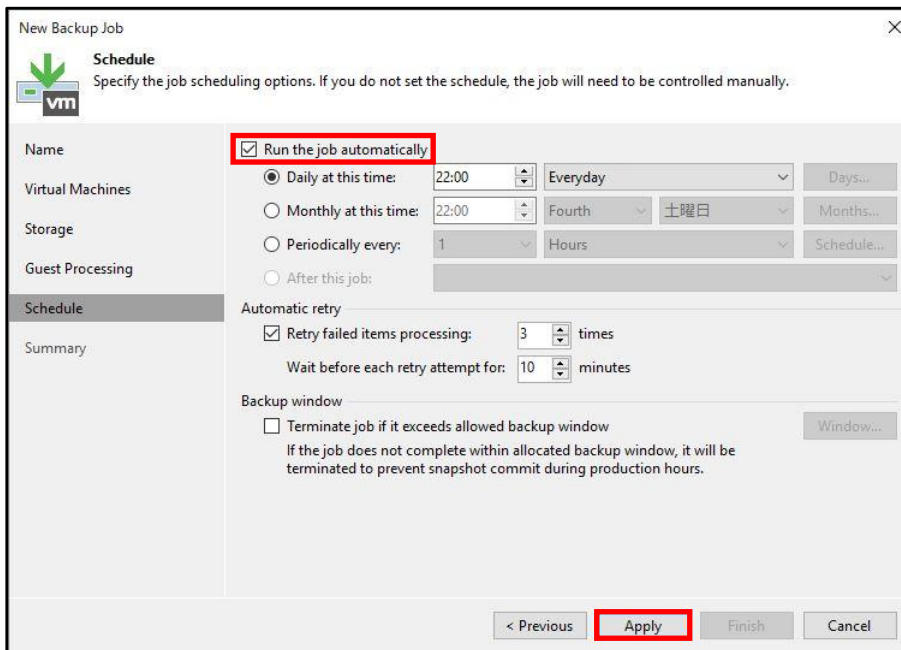 New Backup Job
Schedule
Specify the job scheduling options. If you do not set the schedule, the job will need to be controlled manually.
vm
Name
Virtual Machines
Storage
Guest Processing
Schedule
Summary
Run the job automatically
Daily at this time: 22:00 Everyday Days...
Monthly at this time: 22:00 Fourth 土曜日 Months...
Periodically every: 1 Hours Schedule...
After this job:
Automatic retry
Retry failed items processing: 3 times
Wait before each retry attempt for: 10 minutes
Backup window
Terminate job if it exceeds allowed backup window Window...
If the job does not complete within allocated backup window, it will be
terminated to prevent snapshot commit during production hours.
< Previous Apply Finish Cancel